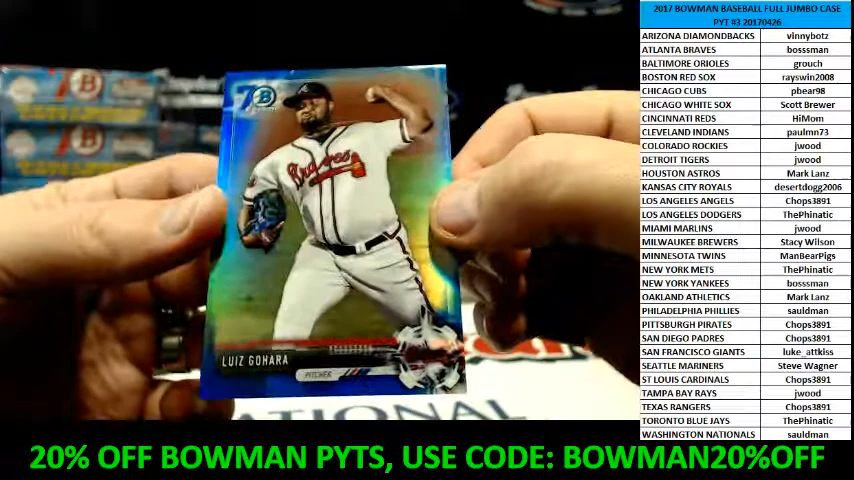 2017 BOWMAN BASEBALL FULL JUMBO CASE
PYT #3 20170426
ARIZONA DIAMONDBACKS vinnybotz
ATLANTA BRAVES bosssman
BALTIMORE ORIOLES grouch
BOSTON RED SOX rayswin2008
CHICAGO CUBS pbear98
CHICAGO WHITE SOX Scott Brewer
CINCINNATI REDS HiMom
CLEVELAND INDIANS paulmn73
COLORADO ROCKIES jwood
DETROIT TIGERS jwood
HOUSTON ASTROS Mark Lanz
KANSAS CITY ROYALS desertdogg2006
LOS ANGELES ANGELS Chops3891
LOS ANGELES DODGERS ThePhinatic
MIAMI MARLINS jwood
MILWAUKEE BREWERS Stacy Wilson
MINNESOTA TWINS ManBearPigs
NEW YORK METS ThePhinatic
NEW YORK YANKEES bosssman
OAKLAND ATHLETICS Mark Lanz
PHILADELPHIA PHILLIES sauldman
PITTSBURGH PIRATES Chops3891
SAN DIEGO PADRES Chops3891
SAN FRANCISCO GIANTS luke_attkiss
SEATTLE MARINERS Steve Wagner
ST LOUIS CARDINALS Chops3891
TAMPA BAY RAYS jwood
TEXAS RANGERS Chops3891
TORONTO BLUE JAYS ThePhinatic
WASHINGTON NATIONALS sauldman
70 B
Braves
LUIZ GOHARA
PITCHER
NATIONAL
20% OFF BOWMAN PYTS, USE CODE: BOWMAN20%OFF